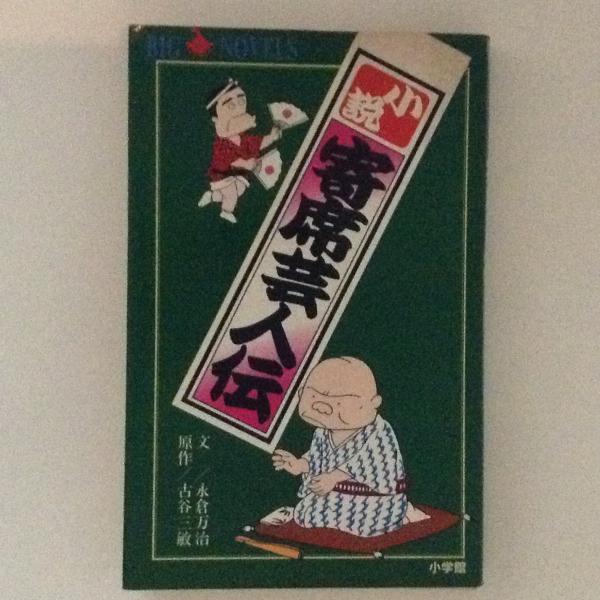 BIG NOVELS
小説
寄席芸人伝
文／永倉万治
原作／古谷三敏
小学館